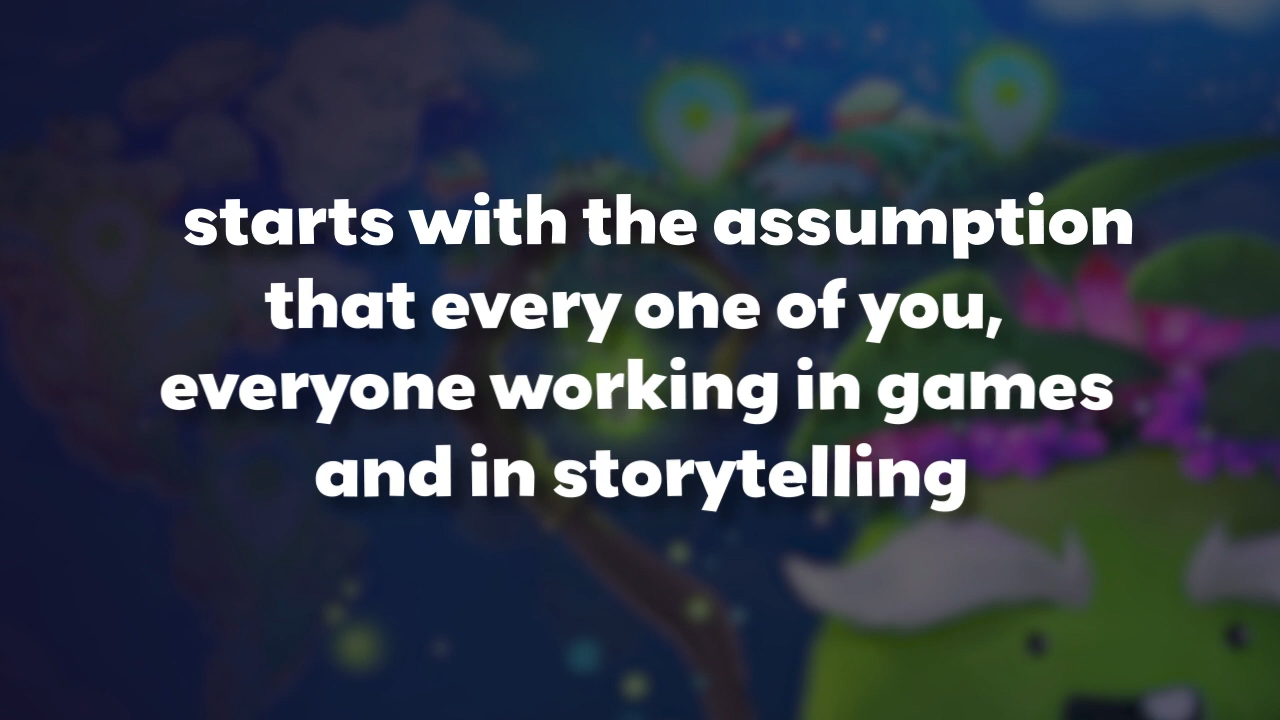 starts with the assumption
that every one of you,
everyone working in games
and in storytelling